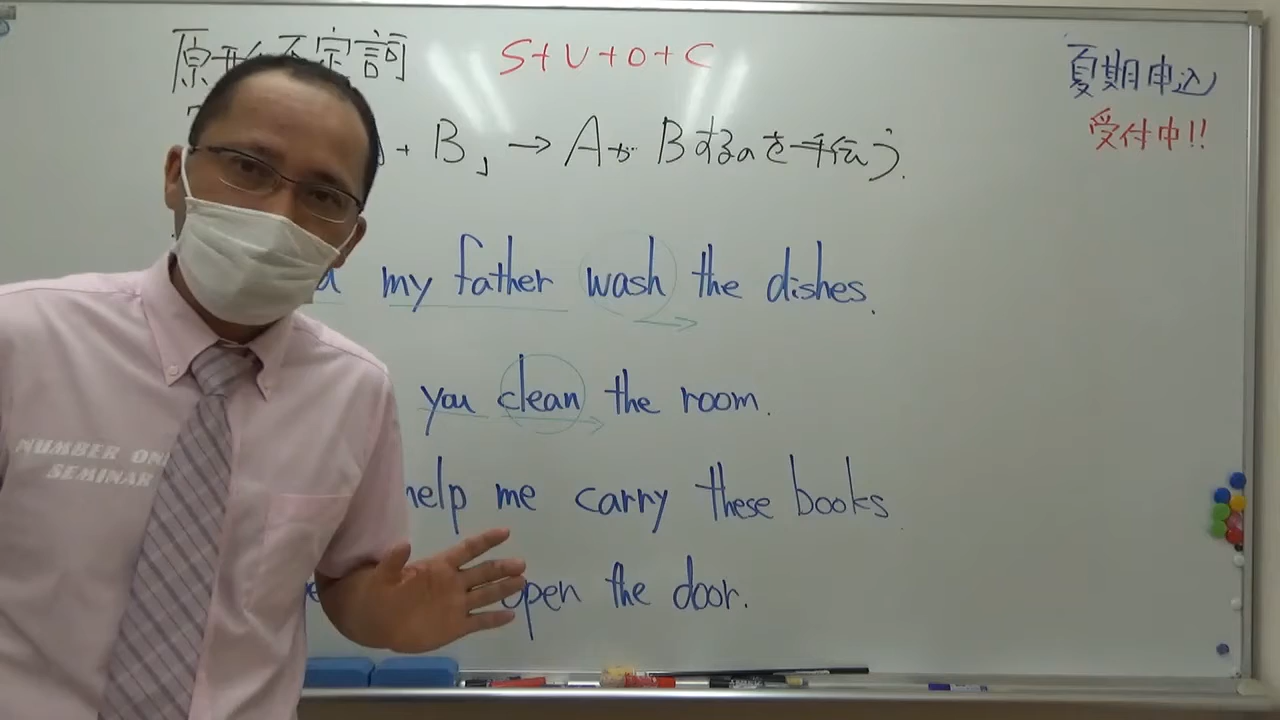 原形不定詞 S+V+O+C
夏期申込
受付中!!
+ B」 → AがBするのを手伝う.
my father wash the dishes.
you clean the room.
help me carry these books.
open the door.
NUMBER ONE
SEMINAR